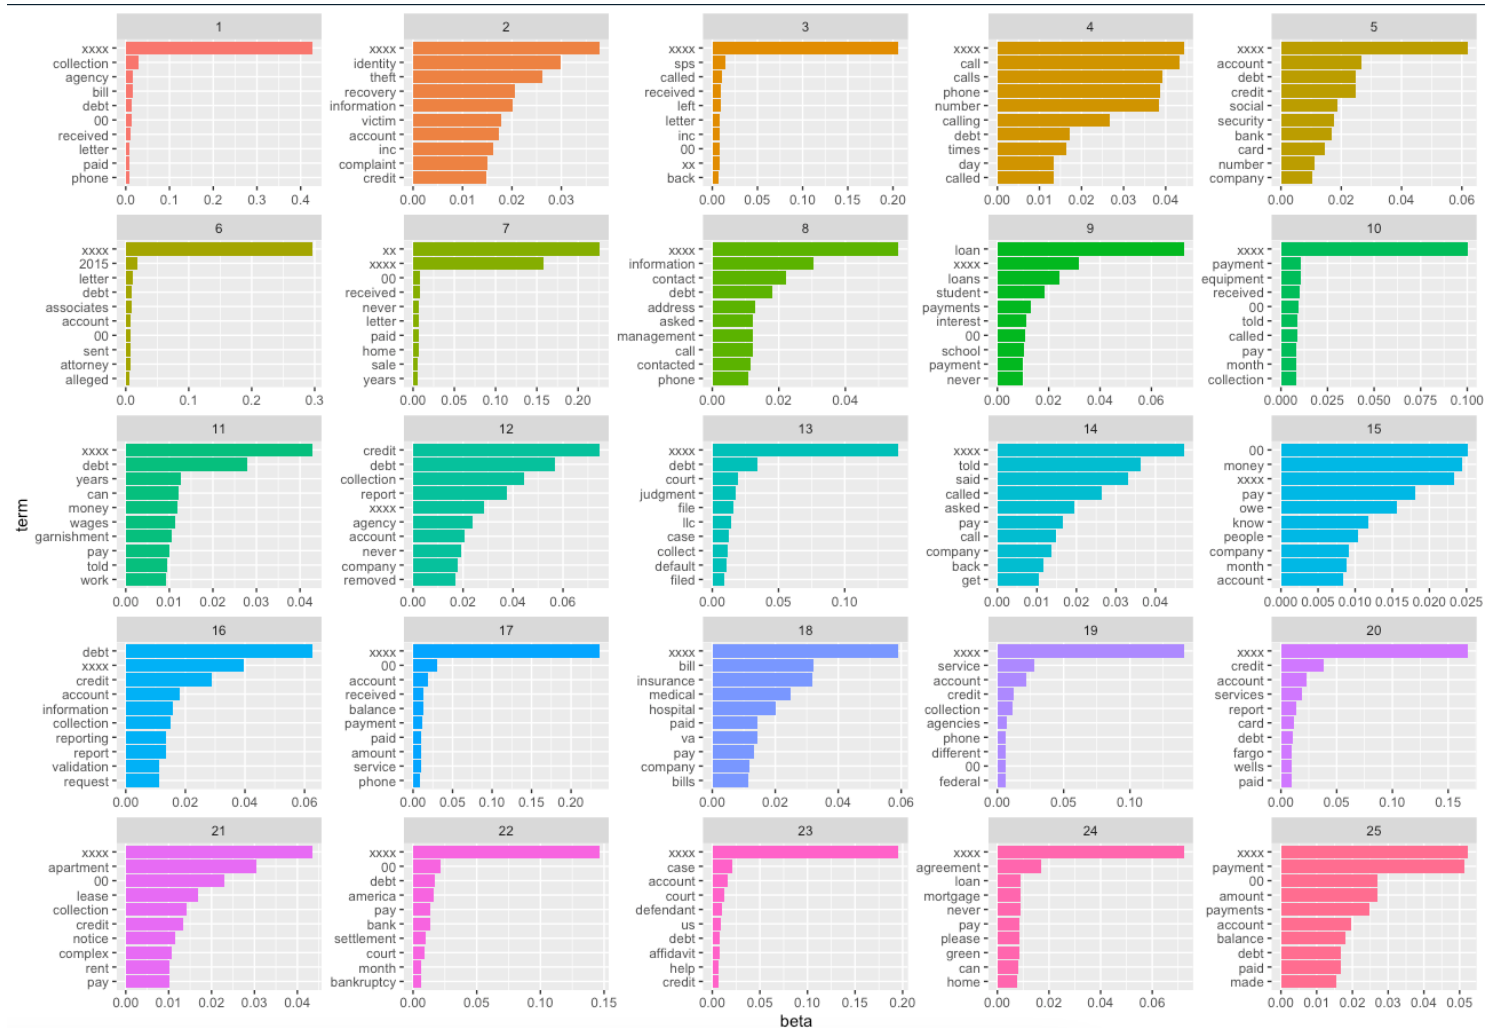 1
xxxx
collection
agency
bill
debt
00
received
letter
paid
phone
0.0 0.1 0.2 0.3 0.4
2
xxxx
identity
theft
recovery
information
victim
account
inc
complaint
credit
0.00 0.01 0.02 0.03
3
xxxx
sps
called
received
left
letter
inc
00
xx
back
0.00 0.05 0.10 0.15 0.20
4
xxxx
call
calls
phone
number
calling
debt
times
day
called
0.00 0.01 0.02 0.03 0.04
5
xxxx
account
debt
credit
social
security
bank
card
number
company
0.00 0.02 0.04 0.06
6
xxxx
2015
letter
debt
associates
account
00
sent
attorney
alleged
0.0 0.1 0.2 0.3
7
xx
xxxx
00
received
never
letter
paid
home
sale
years
0.00 0.05 0.10 0.15 0.20
8
xxxx
information
contact
debt
address
asked
management
call
contacted
phone
0.00 0.02 0.04
9
loan
xxxx
loans
student
payments
interest
00
school
payment
never
0.00 0.02 0.04 0.06
10
xxxx
payment
equipment
received
00
told
called
pay
month
collection
0.000 0.025 0.050 0.075 0.100
11
xxxx
debt
years
can
money
wages
garnishment
pay
told
work
0.00 0.01 0.02 0.03 0.04
12
credit
debt
collection
report
xxxx
agency
account
never
company
removed
0.00 0.02 0.04 0.06
13
xxxx
debt
court
judgment
file
llc
case
collect
default
filed
0.00 0.05 0.10
14
xxxx
told
said
called
asked
pay
call
company
back
get
0.00 0.01 0.02 0.03 0.04
15
00
money
xxxx
pay
owe
know
people
company
month
account
0.000 0.005 0.010 0.015 0.020 0.025
16
debt
xxxx
credit
account
information
collection
reporting
report
validation
request
0.00 0.02 0.04 0.06
17
xxxx
00
account
received
balance
payment
paid
amount
service
phone
0.00 0.05 0.10 0.15 0.20
18
xxxx
bill
insurance
medical
hospital
paid
va
pay
company
bills
0.00 0.02 0.04 0.06
19
xxxx
service
account
credit
collection
agencies
phone
different
00
federal
0.00 0.05 0.10
20
xxxx
credit
account
services
report
card
debt
fargo
wells
paid
0.00 0.05 0.10 0.15
21
xxxx
apartment
00
lease
collection
credit
notice
complex
rent
pay
0.00 0.01 0.02 0.03 0.04
22
xxxx
00
debt
america
pay
bank
settlement
court
month
bankruptcy
0.00 0.05 0.10 0.15
23
xxxx
case
account
court
defendant
us
debt
affidavit
help
credit
0.00 0.05 0.10 0.15 0.20
24
xxxx
agreement
loan
mortgage
never
pay
please
green
can
home
0.00 0.02 0.04 0.06
25
xxxx
payment
00
amount
payments
account
balance
debt
paid
made
0.00 0.01 0.02 0.03 0.04 0.05
term
beta